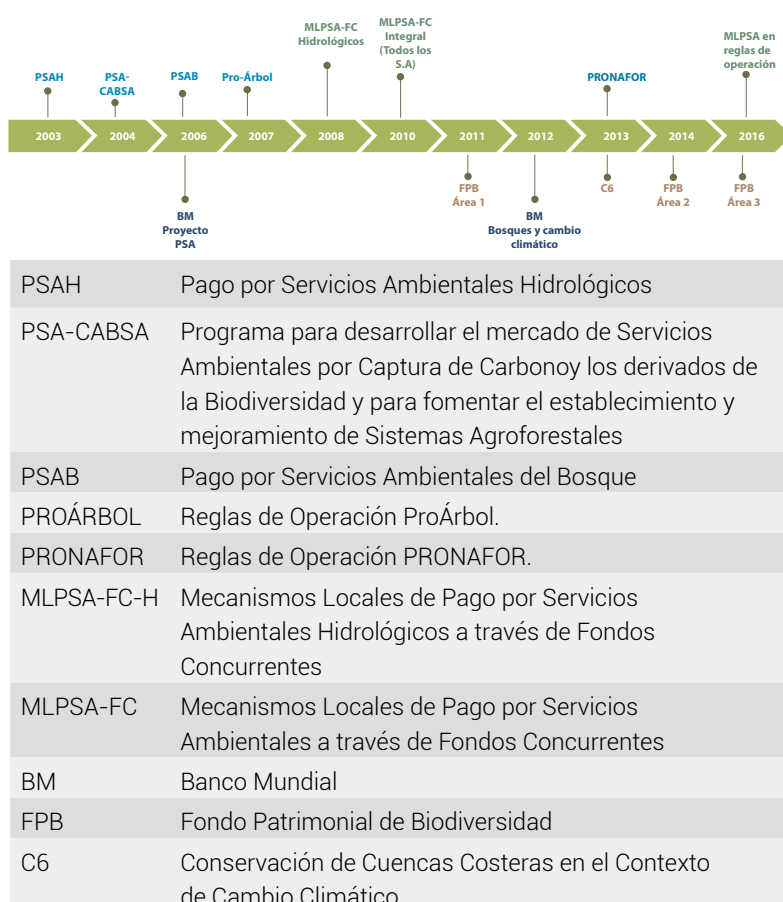 MLPSA-FC
Hidrológicos
MLPSA-FC
Integral
(Todos los
S.A)
MLPSA en
reglas de
operación
PSAH
PSA-
CABSA
PSAB
Pro-Árbol
PRONAFOR
2003
2004
2006
2007
2008
2010
2011
2012
2013
2014
2016
FPB
Área 1
C6
FPB
Área 2
FPB
Área 3
BM
Proyecto
PSA
BM
Bosques y cambio
climático
PSAH Pago por Servicios Ambientales Hidrológicos
PSA-CABSA Programa para desarrollar el mercado de Servicios
Ambientales por Captura de Carbonoy los derivados de
la Biodiversidad y para fomentar el establecimiento y
mejoramiento de Sistemas Agroforestales
PSAB Pago por Servicios Ambientales del Bosque
PROÁRBOL Reglas de Operación ProÁrbol.
PRONAFOR Reglas de Operación PRONAFOR.
MLPSA-FC-H Mecanismos Locales de Pago por Servicios
Ambientales Hidrológicos a través de Fondos
Concurrentes
MLPSA-FC Mecanismos Locales de Pago por Servicios
Ambientales a través de Fondos Concurrentes
BM Banco Mundial
FPB Fondo Patrimonial de Biodiversidad
C6 Conservación de Cuencas Costeras en el Contexto
de Cambio Climático